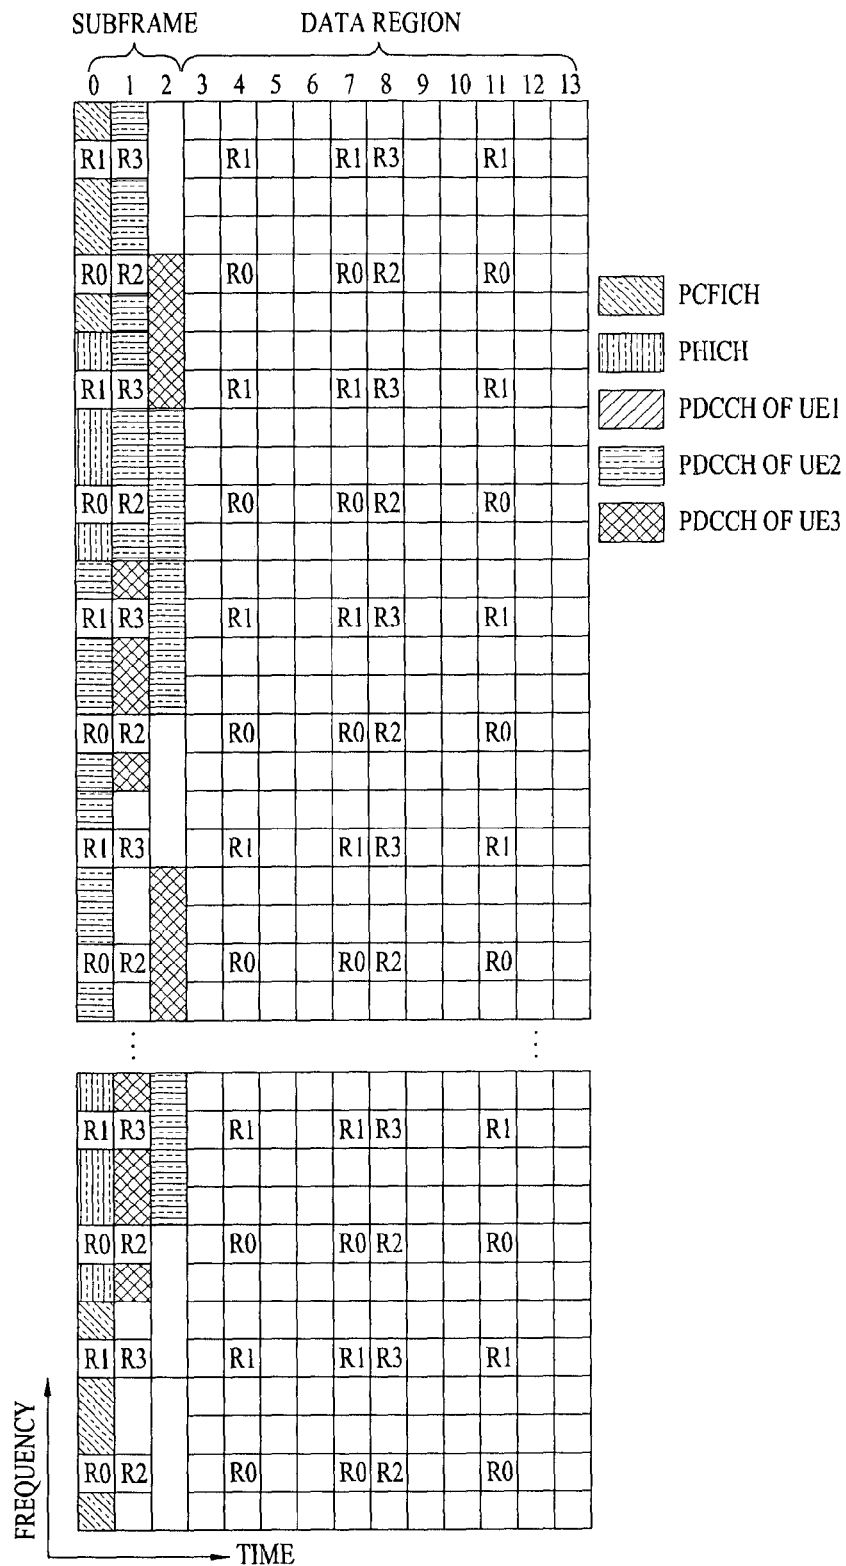 SUBFRAME DATA REGION
0 1 2 3 4 5 6 7 8 9 10 11 12 13
R1 R3 R1 R1 R3 R1
R0 R2 R0 R0 R2 R0
PCFICH
PHICH
R1 R3 R1 R1 R3 R1
PDCCH OF UE1
PDCCH OF UE2
R0 R2 R0 R0 R2 R0
PDCCH OF UE3
R1 R3 R1 R1 R3 R1
R0 R2 R0 R0 R2 R0
R1 R3 R1 R1 R3 R1
R0 R2 R0 R0 R2 R0
R1 R3 R1 R1 R3 R1
R0 R2 R0 R0 R2 R0
R1 R3 R1 R1 R3 R1
R0 R2 R0 R0 R2 R0
FREQUENCY
TIME